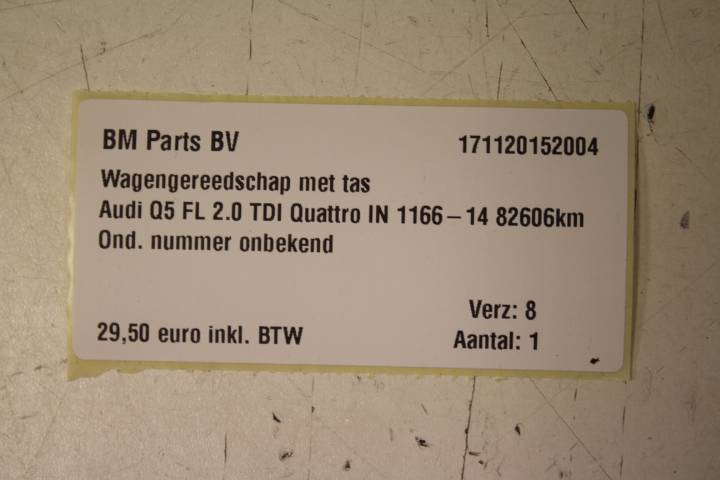 BM Parts BV 171120152004
Wagengereedschap met tas
Audi Q5 FL 2.0 TDI Quattro IN 1166-14 82606km
Ond. nummer onbekend
Verz: 8
29,50 euro inkl. BTW Aantal: 1